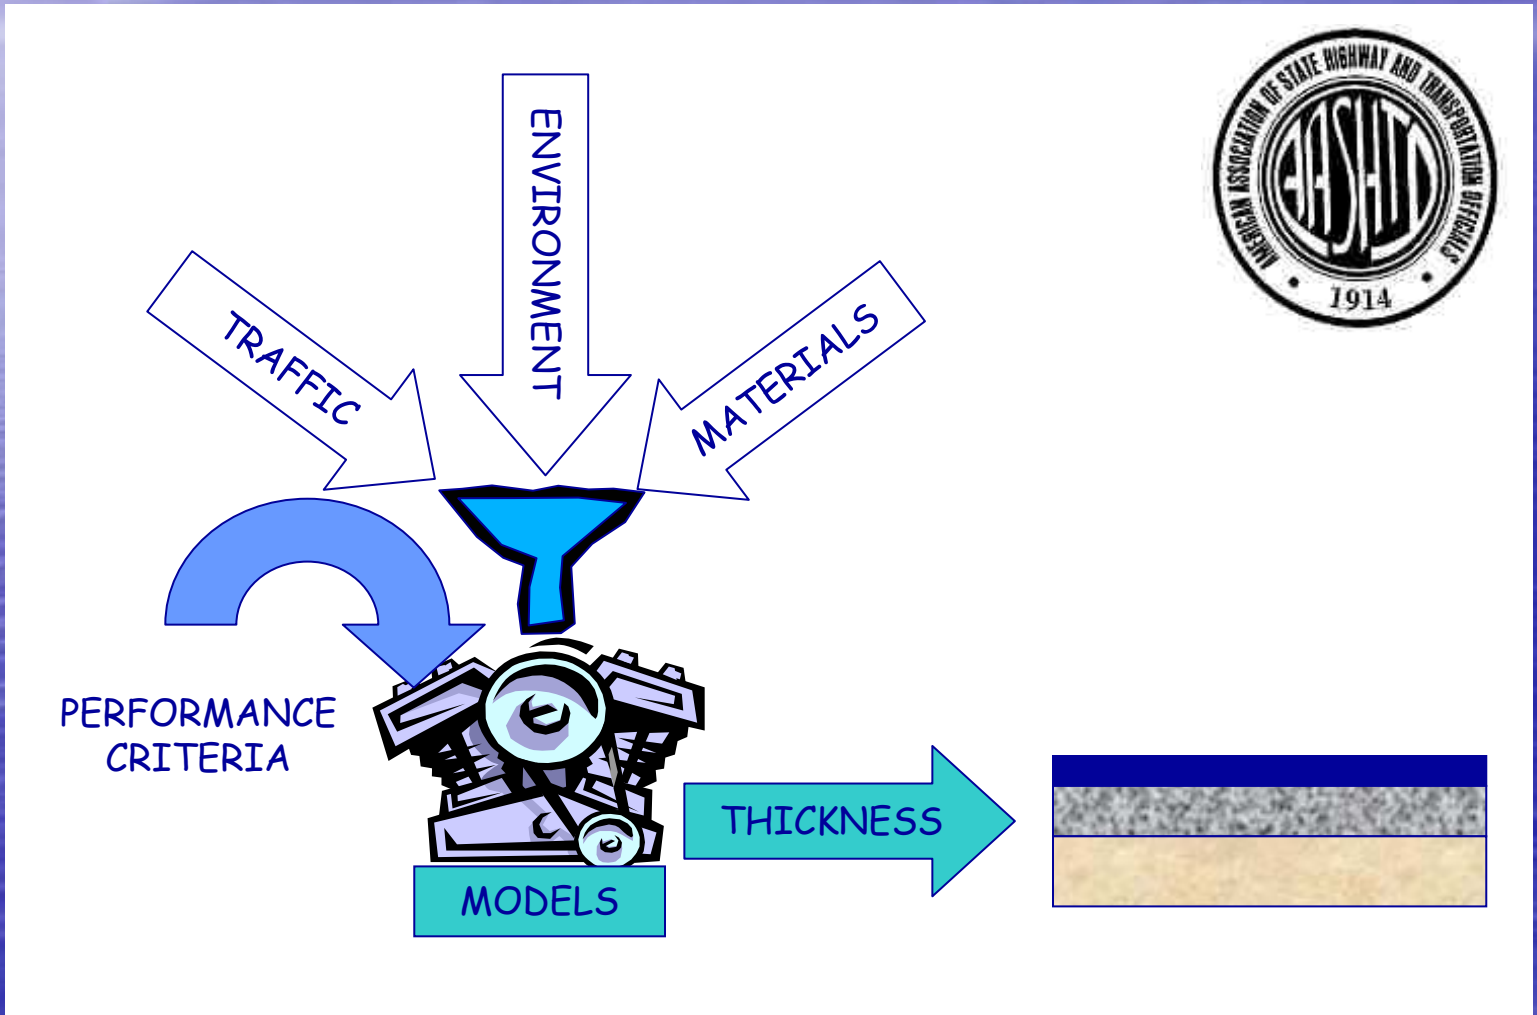 ENVIRONMENT
TRAFFIC
MATERIALS
AMERICAN ASSOCIATION OF STATE HIGHWAY AND TRANSPORTATION OFFICIALS
AASHTO
1914
PERFORMANCE
CRITERIA
THICKNESS
MODELS